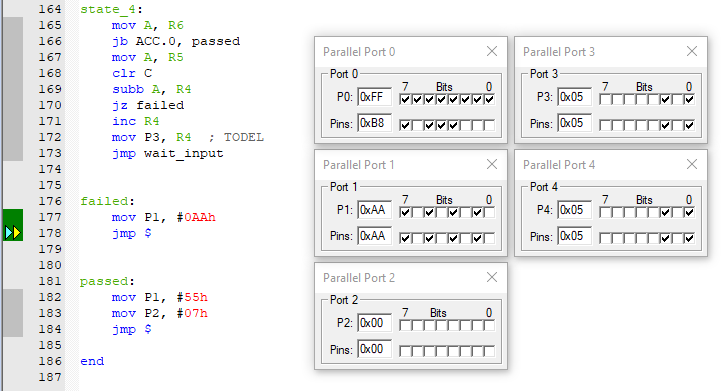 164 state_4:
165 mov A, R6
166 jb ACC.0, passed
167 mov A, R5
168 clr C
169 subb A, R4
170 jz failed
171 inc R4
172 mov P3, R4 ; TODEL
173 jmp wait_input
174
175
176 failed:
177 mov P1, #0AAh
178 jmp $
179
180
181 passed:
182 mov P1, #55h
183 mov P2, #07h
184 jmp $
185
186 end
187
Parallel Port 0
Port 0
7 Bits 0
P0: 0xFF
Pins: 0xB8
Parallel Port 3
Port 3
7 Bits 0
P3: 0x05
Pins: 0x05
Parallel Port 1
Port 1
7 Bits 0
P1: 0xAA
Pins: 0xAA
Parallel Port 4
Port 4
7 Bits 0
P4: 0x05
Pins: 0x05
Parallel Port 2
Port 2
7 Bits 0
P2: 0x00
Pins: 0x00